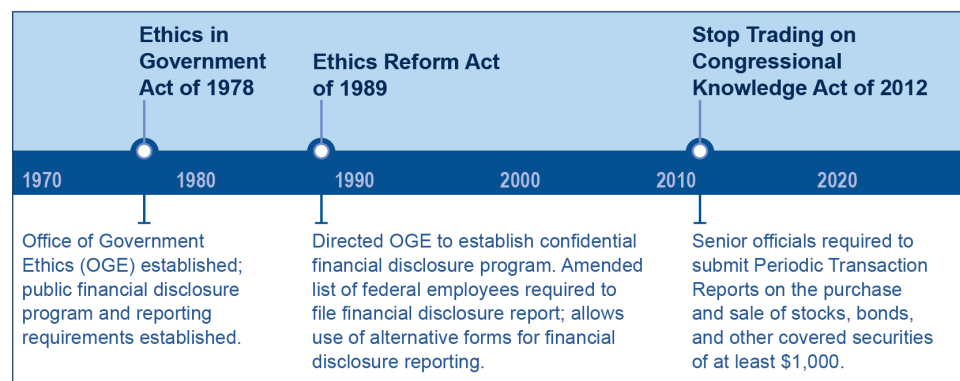 Ethics in
Government
Act of 1978
Ethics Reform Act
of 1989
Stop Trading on
Congressional
Knowledge Act of 2012
1970
1980
1990
2000
2010
2020
Office of Government
Ethics (OGE) established;
public financial disclosure
program and reporting
requirements established.
Directed OGE to establish confidential
financial disclosure program. Amended
list of federal employees required to
file financial disclosure report; allows
use of alternative forms for financial
disclosure reporting.
Senior officials required to
submit Periodic Transaction
Reports on the purchase
and sale of stocks, bonds,
and other covered securities
of at least $1,000.